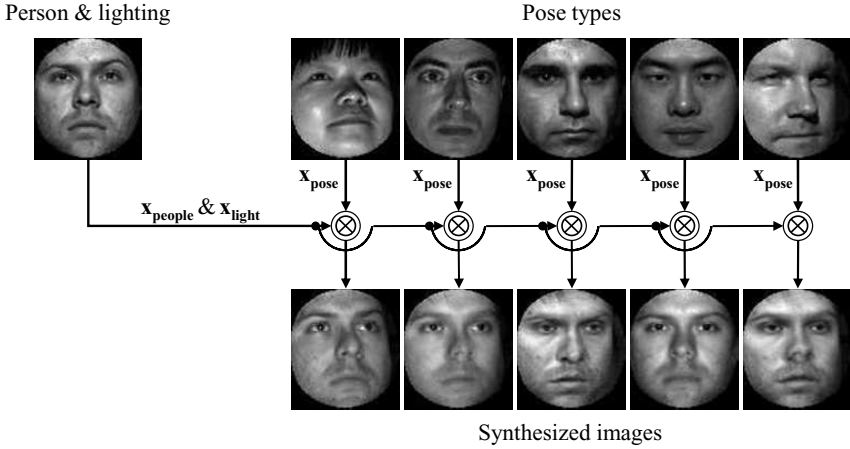 Person & lighting
Pose types
x_pose x_pose x_pose x_pose x_pose
x_people & x_light
Synthesized images